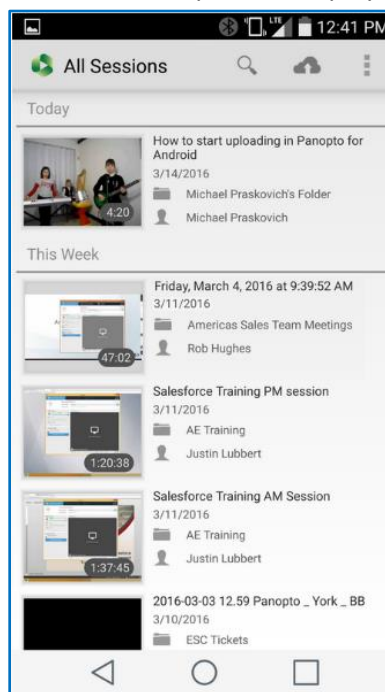 LTE 12:41 PM
All Sessions
Today
How to start uploading in Panopto for
Android
3/14/2016
Michael Praskovich's Folder
Michael Praskovich
4:20
This Week
Friday, March 4, 2016 at 9:39:52 AM
3/11/2016
Americas Sales Team Meetings
Rob Hughes
47:02
Salesforce Training PM session
3/11/2016
AE Training
Justin Lubbert
1:20:38
Salesforce Training AM Session
3/11/2016
AE Training
Justin Lubbert
1:37:45
2016-03-03 12.59 Panopto _ York _ BB
3/10/2016
ESC Tickets